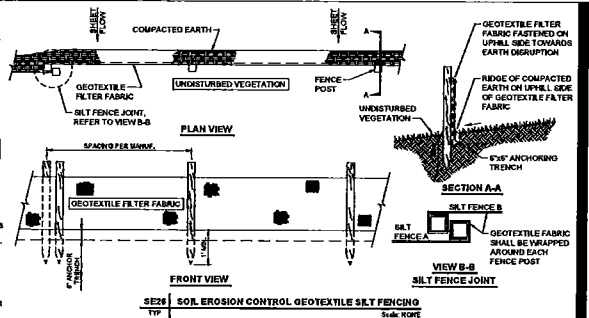 SHEET
FLOW
COMPACTED EARTH
SHEET
FLOW
A
GEOTEXTILE
FILTER FABRIC
UNDISTURBED VEGETATION
FENCE
POST
A
SILT FENCE JOINT,
REFER TO VIEW B-B
PLAN VIEW
GEOTEXTILE FILTER
FABRIC FASTENED ON
UPHILL SIDE TOWARDS
EARTH DISRUPTION
RIDGE OF COMPACTED
EARTH ON UPHILL SIDE
OF GEOTEXTILE FILTER
FABRIC
UNDISTURBED
VEGETATION
6"x6" ANCHORING
TRENCH
SECTION A-A
SPACING PER MANUF.
GEOTEXTILE FILTER FABRIC
6" ANCHOR
TRENCH
1' MIN.
FRONT VIEW
SILT FENCE B
SILT
FENCE A
GEOTEXTILE FABRIC
SHALL BE WRAPPED
AROUND EACH
FENCE POST
VIEW B-B
SILT FENCE JOINT
SE26 SOIL EROSION CONTROL GEOTEXTILE SILT FENCING
TYP Scale: NONE